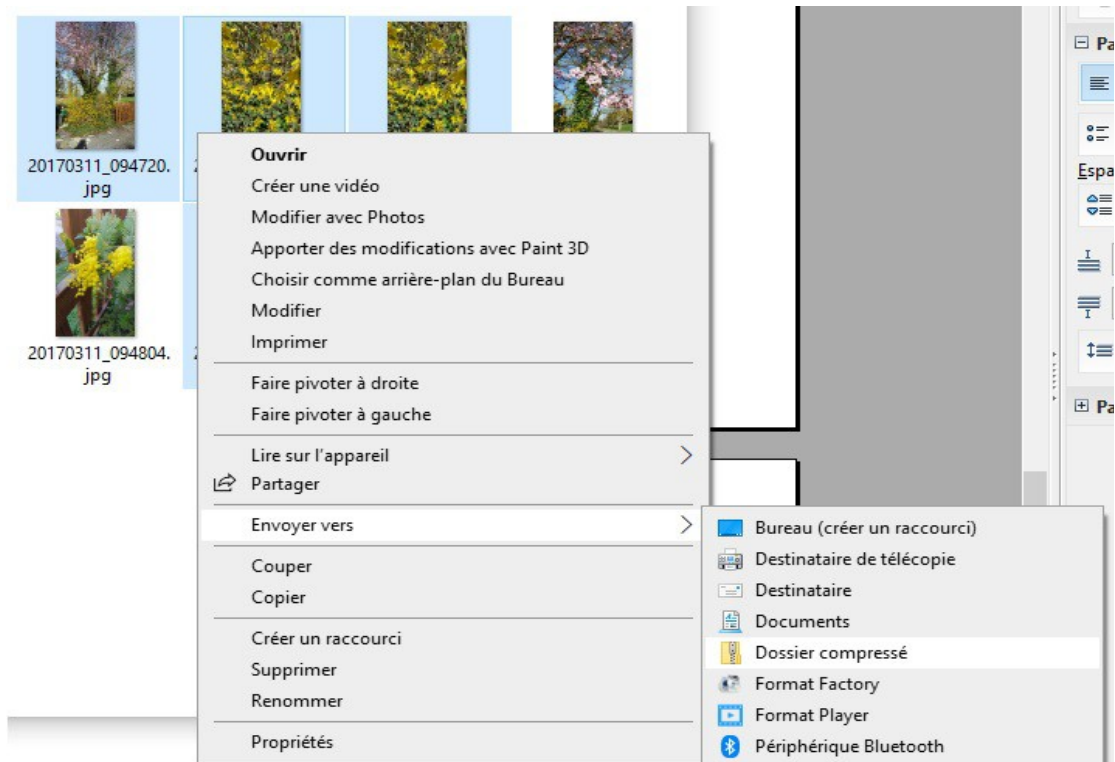 Pa
Espa
Pa
20170311_094720.
jpg
20170311_094804.
jpg
Ouvrir
Créer une vidéo
Modifier avec Photos
Apporter des modifications avec Paint 3D
Choisir comme arrière-plan du Bureau
Modifier
Imprimer
Faire pivoter à droite
Faire pivoter à gauche
Lire sur l'appareil
Partager
Envoyer vers
Couper
Copier
Créer un raccourci
Supprimer
Renommer
Propriétés
Bureau (créer un raccourci)
Destinataire de télécopie
Destinataire
Documents
Dossier compressé
Format Factory
Format Player
Périphérique Bluetooth